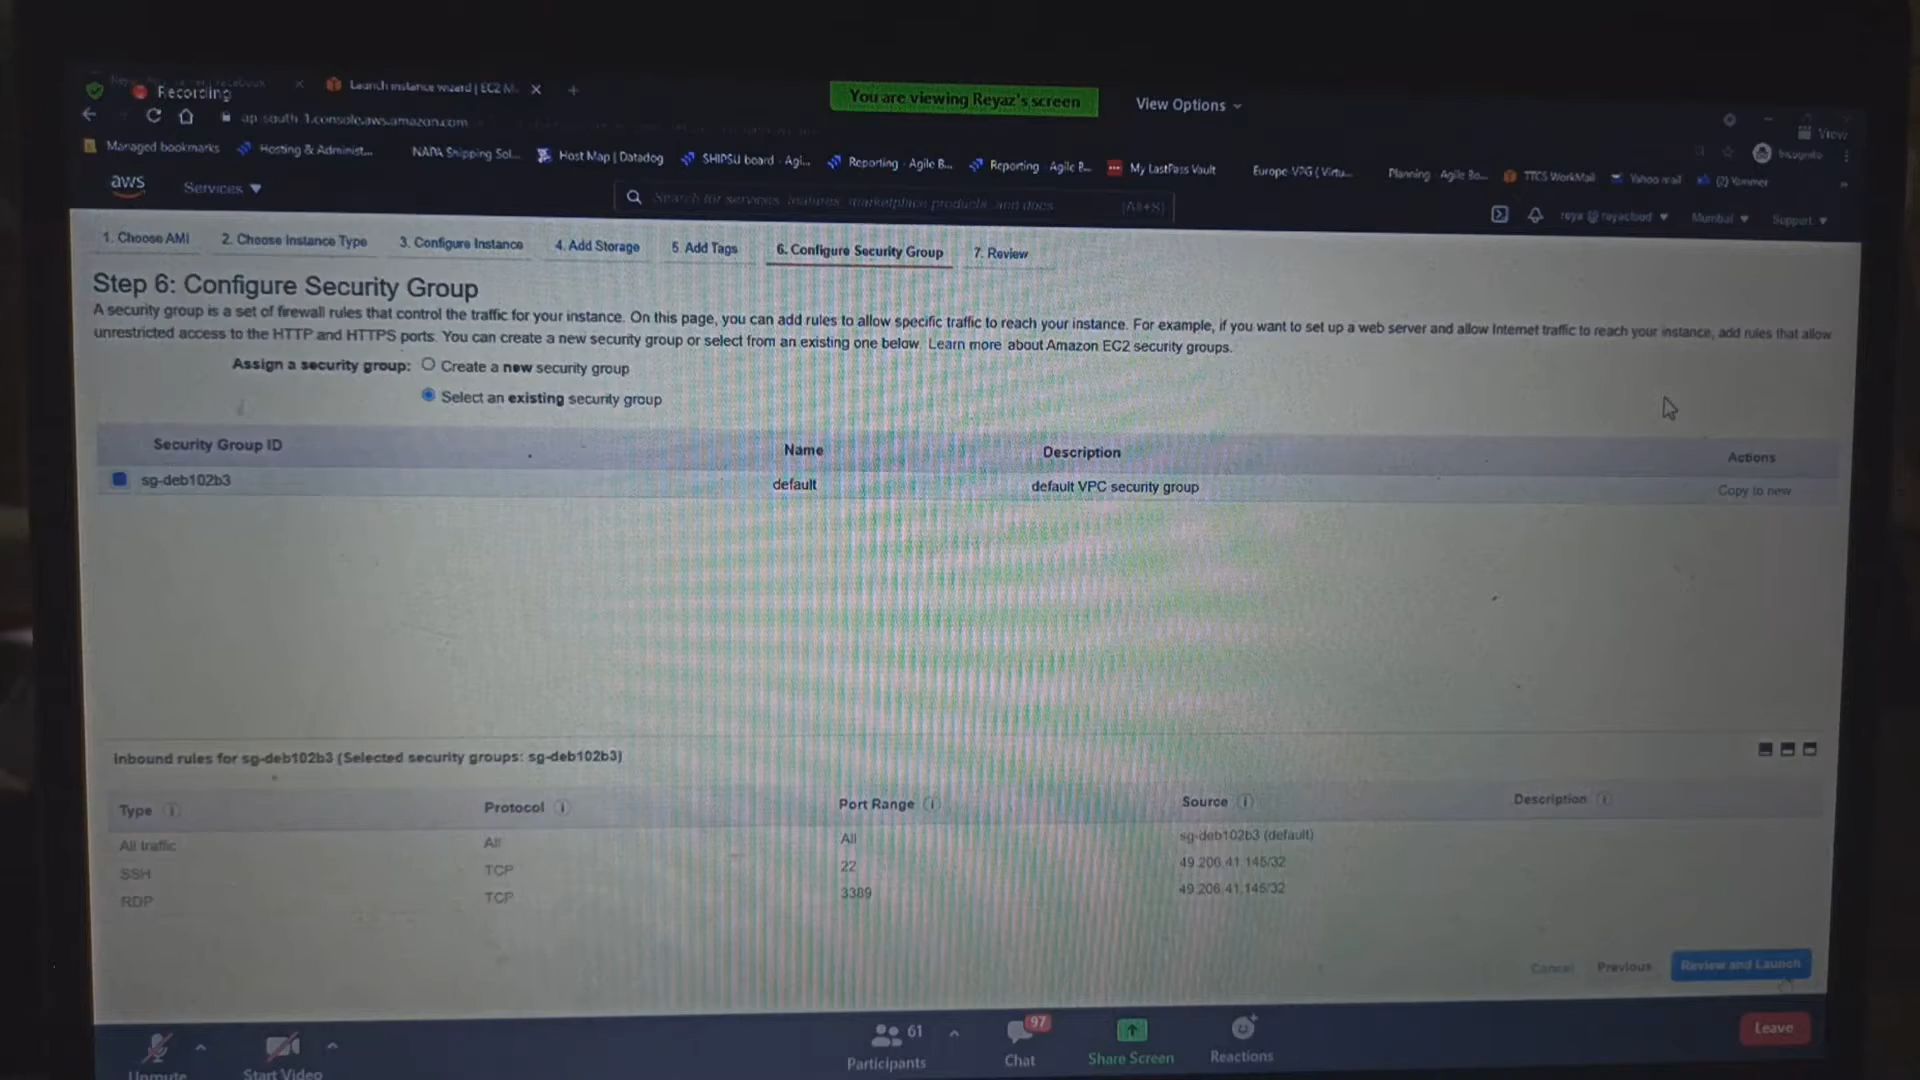 Recording
Launch instance wizard | EC2 M
You are viewing Reyaz's screen
View Options
ap-south-1.console.aws.amazon.com
View
Managed bookmarks
Hosting & Administ...
NAPA Shipping Sol...
Host Map | Datadog
SHIPSU board - Agi...
Reporting - Agile B...
Reporting - Agile B...
My LastPass Vault
Europe VPG ( Virtu...
Planning - Agile Bo...
TTCS WorkMail
Yahoo mail
(2) Yammer
Incognito
aws
Services
Search for services, features, marketplace products, and docs
[Alt+S]
reya @ reyacloud
Mumbai
Support
1. Choose AMI
2. Choose Instance Type
3. Configure Instance
4. Add Storage
5. Add Tags
6. Configure Security Group
7. Review
Step 6: Configure Security Group
A security group is a set of firewall rules that control the traffic for your instance. On this page, you can add rules to allow specific traffic to reach your instance. For example, if you want to set up a web server and allow Internet traffic to reach your instance, add rules that allow
unrestricted access to the HTTP and HTTPS ports. You can create a new security group or select from an existing one below. Learn more about Amazon EC2 security groups.
Assign a security group:
Create a new security group
Select an existing security group
Security Group ID
Name
Description
Actions
sg-deb102b3
default
default VPC security group
Copy to new
Inbound rules for sg-deb102b3 (Selected security groups: sg-deb102b3)
Type
Protocol
Port Range
Source
Description
All traffic
All
All
sg-deb102b3 (default)
SSH
TCP
22
49.206.41.145/32
RDP
TCP
3389
49.206.41.145/32
Cancel
Previous
Review and Launch
Unmute
Start Video
61
Participants
97
Chat
Share Screen
Reactions
Leave